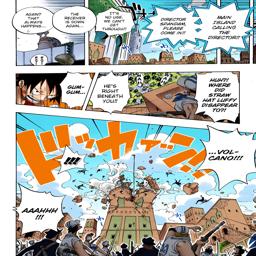 AGAIN?
THAT
ALWAYS
HAPPENS...
THE
RECEIVER
IS DOWN
AGAIN...
IT'S
NO USE.
WE CAN'T
GET
THROUGH!!
DIRECTOR
SPANDAM,
PLEASE
COME IN!!
MAIN
ISLAND
CALLING
THE
DIRECTOR!!
GUM-
GUM...
HE'S
RIGHT
BENEATH
YOU!!
HUH?!
WHERE
DID
STRAW
HAT LUFFY
DISAPPEAR
TO?!
ドッカァーン!!
!!!
...VOL-
CANO!!!
AAAHHH
!!!